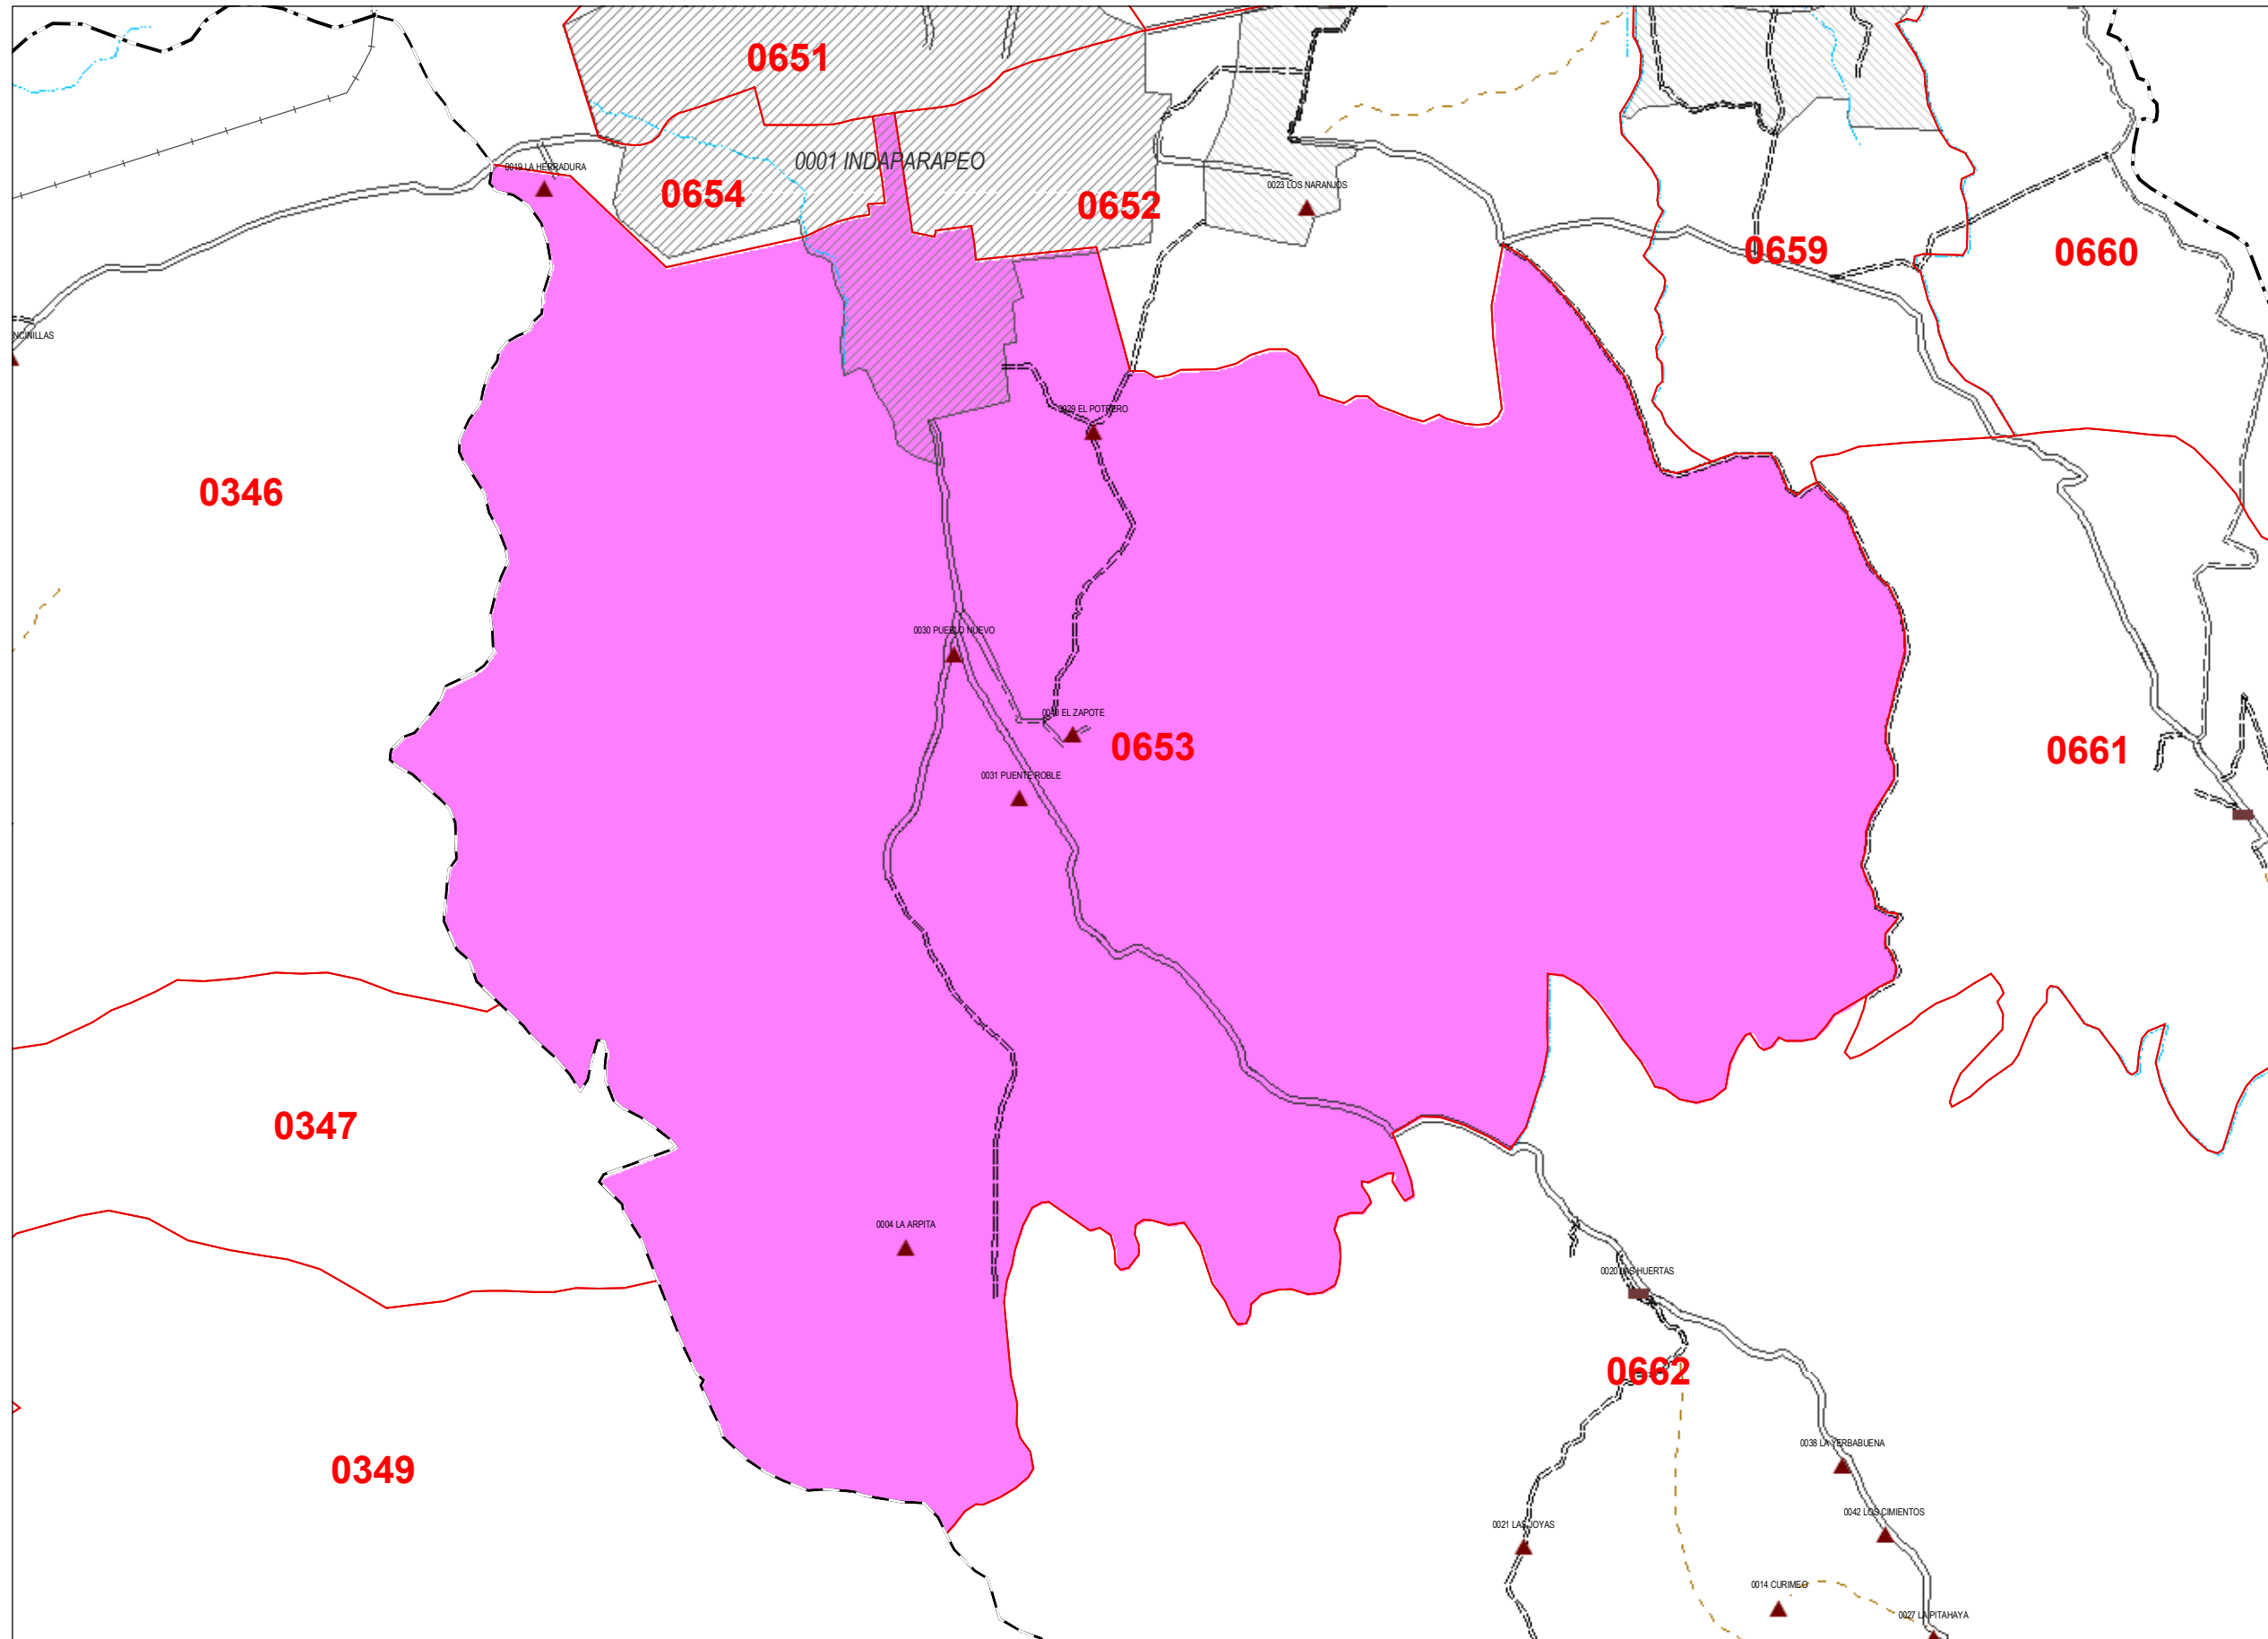 0651
0001 INDAPARAPEO
0019 LA HERRADURA
0654
0652
0023 LOS NARANJOS
0659
0660
NCINILLAS
0029 EL POTRERO
0346
0030 PUEBLO NUEVO
0040 EL ZAPOTE
0653
0661
0031 PUENTE ROBLE
0347
0004 LA ARPITA
0020 LAS HUERTAS
0662
0349
0038 LA YERBABUENA
0042 LOS CIMIENTOS
0021 LAS JOYAS
0014 CURIMEO
0027 LA PITAHAYA